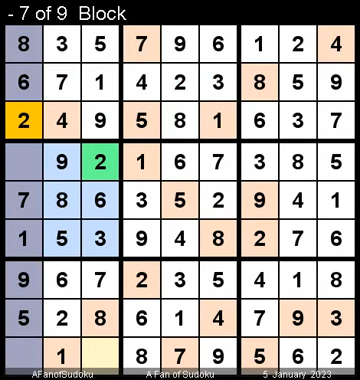 - 7 of 9 Block
8 3 5 7 9 6 1 2 4
6 7 1 4 2 3 8 5 9
2 4 9 5 8 1 6 3 7
9 2 1 6 7 3 8 5
7 8 6 3 5 2 9 4 1
1 5 3 9 4 8 2 7 6
9 6 7 2 3 5 4 1 8
5 2 8 6 1 4 7 9 3
1 8 7 9 5 6 2
AFanofSudoku A Fan of Sudoku 5 January 2023